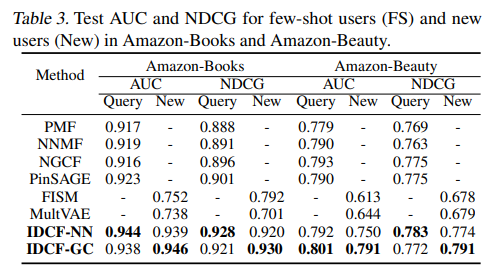 Table 3. Test AUC and NDCG for few-shot users (FS) and new
users (New) in Amazon-Books and Amazon-Beauty.
Method Amazon-Books Amazon-Beauty
AUC NDCG AUC NDCG
Query New Query New Query New Query New
PMF 0.917 - 0.888 - 0.779 - 0.769 -
NNMF 0.919 - 0.891 - 0.790 - 0.763 -
NGCF 0.916 - 0.896 - 0.793 - 0.775 -
PinSAGE 0.923 - 0.901 - 0.790 - 0.775 -
FISM - 0.752 - 0.792 - 0.613 - 0.678
MultVAE - 0.738 - 0.701 - 0.644 - 0.679
IDCF-NN 0.944 0.939 0.928 0.920 0.792 0.750 0.783 0.774
IDCF-GC 0.938 0.946 0.921 0.930 0.801 0.791 0.772 0.791